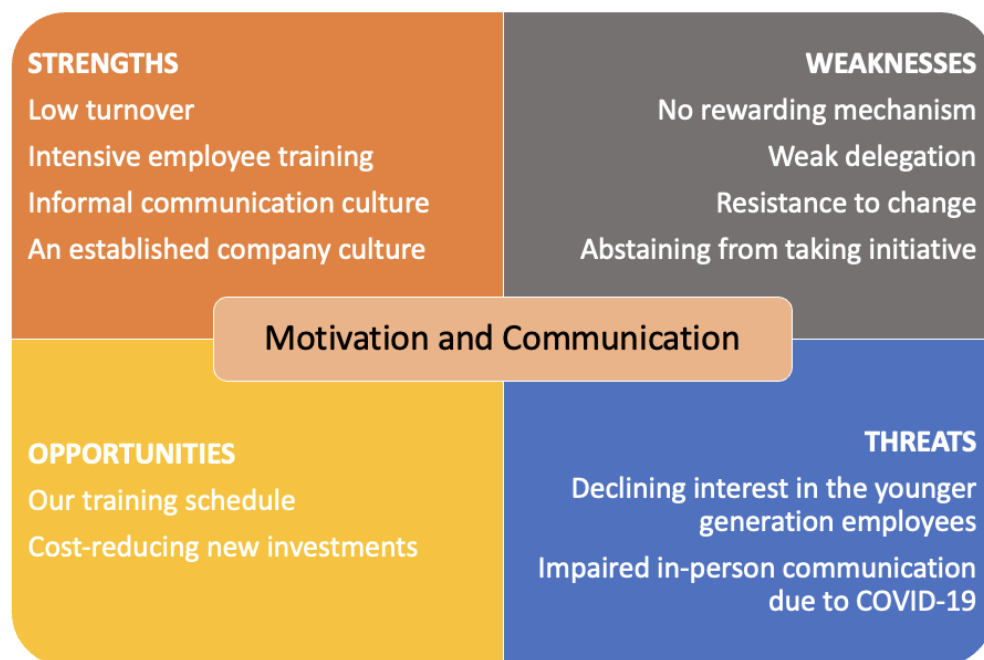 STRENGTHS
Low turnover
Intensive employee training
Informal communication culture
An established company culture
WEAKNESSES
No rewarding mechanism
Weak delegation
Resistance to change
Abstaining from taking initiative
Motivation and Communication
OPPORTUNITIES
Our training schedule
Cost-reducing new investments
THREATS
Declining interest in the younger
generation employees
Impaired in-person communication
due to COVID-19